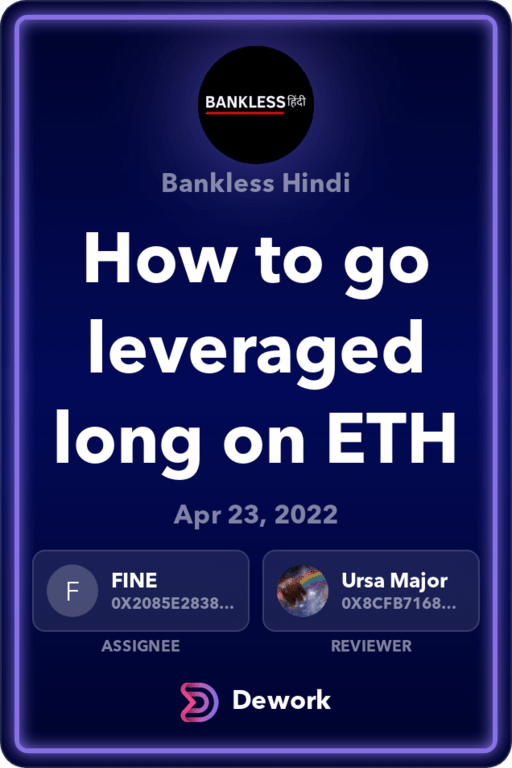 BANKLESS हिंदी
Bankless Hindi
How to go
leveraged
long on ETH
Apr 23, 2022
F
FINE
0X2085E2838...
Ursa Major
0X8CFB7168...
ASSIGNEE
REVIEWER
Dework